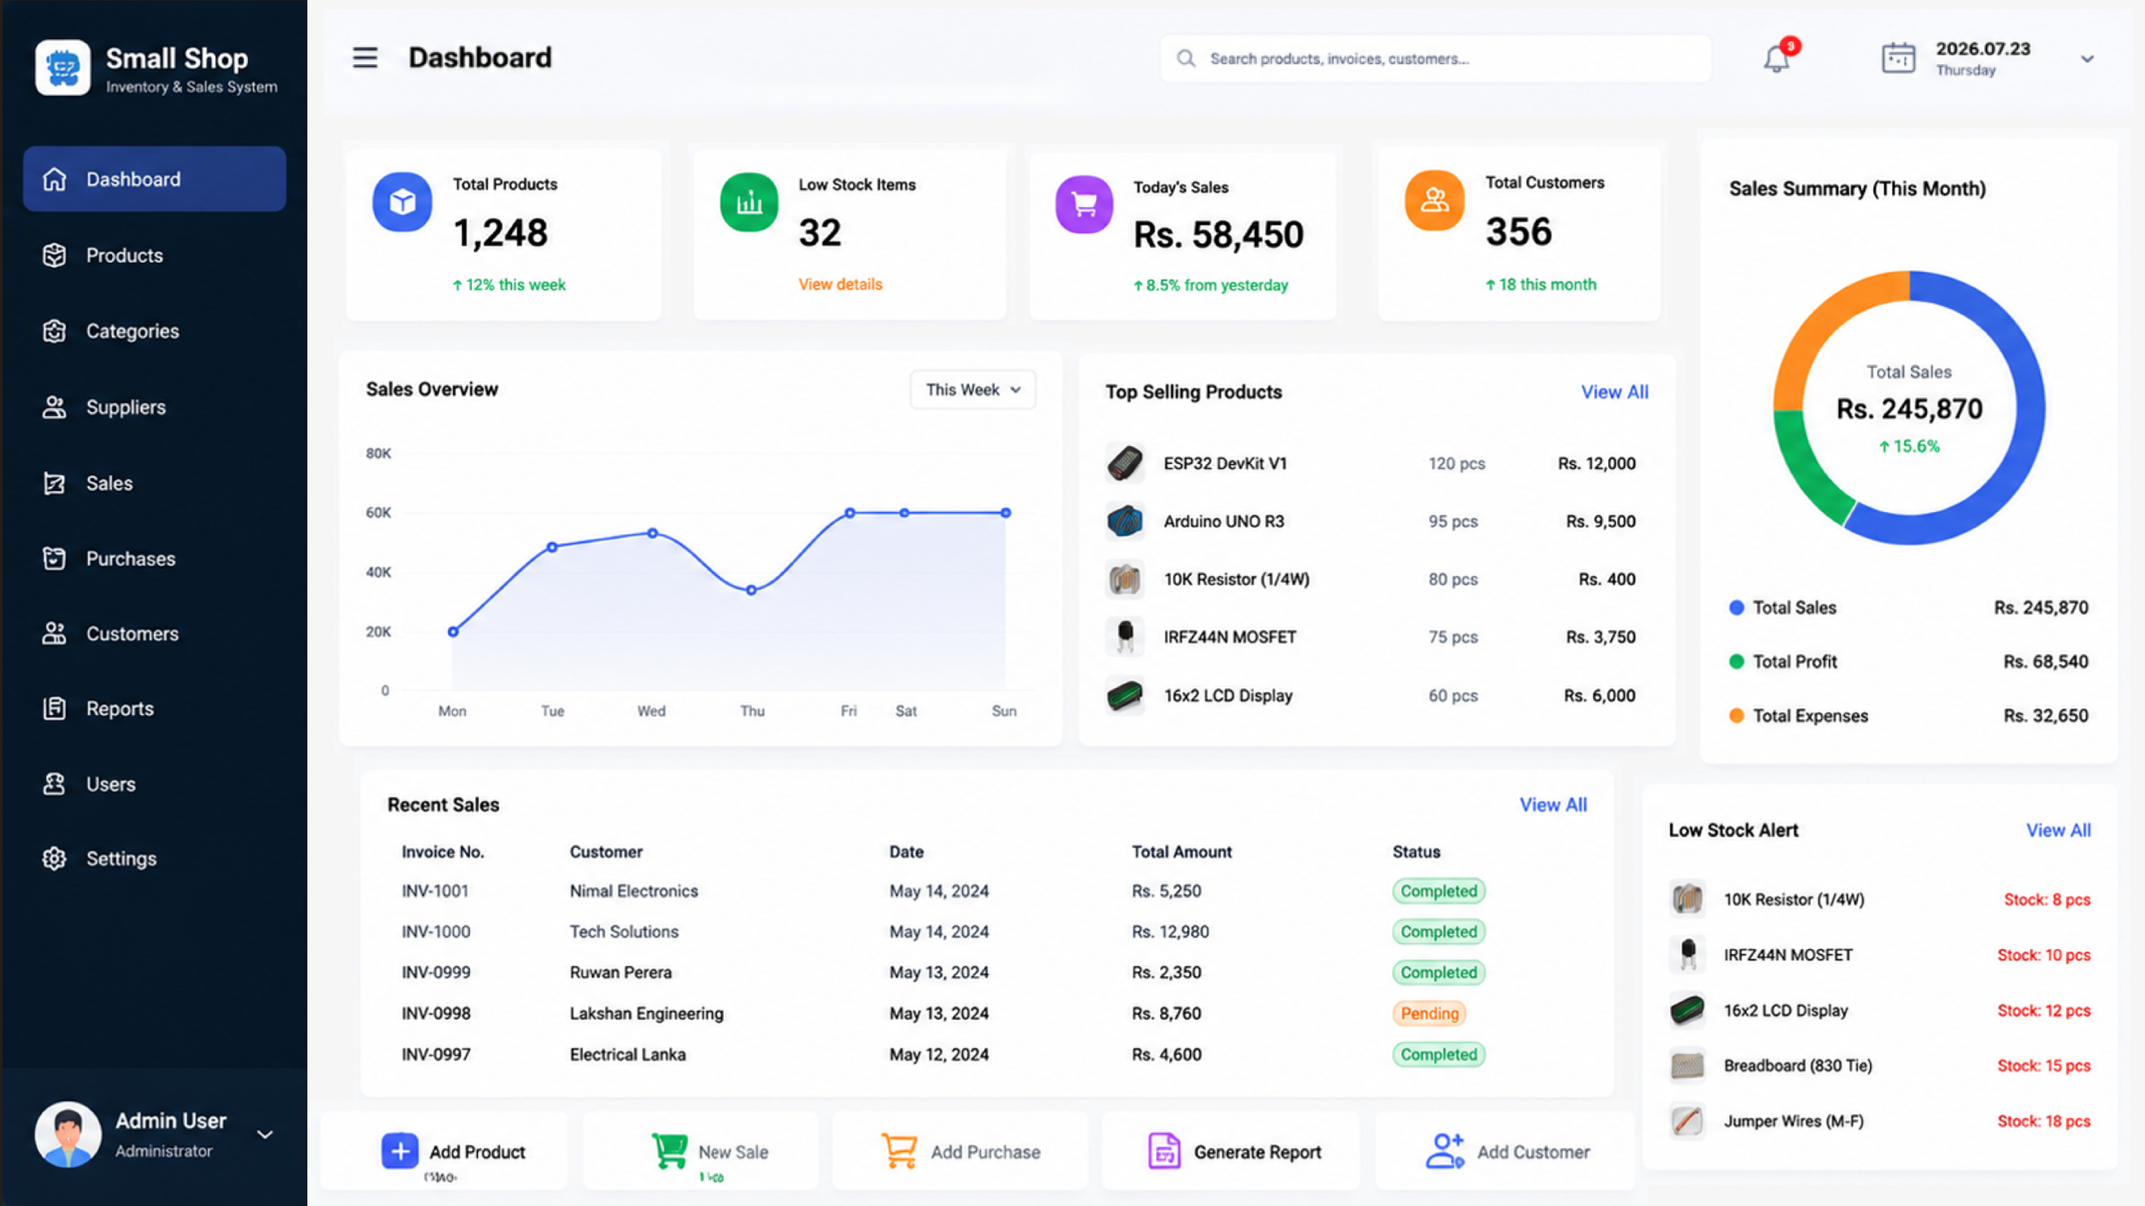 Small Shop
Inventory & Sales System
Dashboard
Products
Categories
Suppliers
Sales
Purchases
Customers
Reports
Users
Settings
Admin User
Administrator
Dashboard
Search products, invoices, customers...
2026.07.23
Thursday
Total Products
1,248
↑ 12% this week
Low Stock Items
32
View details
Today's Sales
Rs. 58,450
↑ 8.5% from yesterday
Total Customers
356
↑ 18 this month
Sales Overview
This Week
80K
60K
40K
20K
0
Mon Tue Wed Thu Fri Sat Sun
Top Selling Products View All
ESP32 DevKit V1 120 pcs Rs. 12,000
Arduino UNO R3 95 pcs Rs. 9,500
10K Resistor (1/4W) 80 pcs Rs. 400
IRFZ44N MOSFET 75 pcs Rs. 3,750
16x2 LCD Display 60 pcs Rs. 6,000
Sales Summary (This Month)
Total Sales
Rs. 245,870
↑ 15.6%
Total Sales Rs. 245,870
Total Profit Rs. 68,540
Total Expenses Rs. 32,650
Recent Sales View All
Invoice No. Customer Date Total Amount Status
INV-1001 Nimal Electronics May 14, 2024 Rs. 5,250 Completed
INV-1000 Tech Solutions May 14, 2024 Rs. 12,980 Completed
INV-0999 Ruwan Perera May 13, 2024 Rs. 2,350 Completed
INV-0998 Lakshan Engineering May 13, 2024 Rs. 8,760 Pending
INV-0997 Electrical Lanka May 12, 2024 Rs. 4,600 Completed
Low Stock Alert View All
10K Resistor (1/4W) Stock: 8 pcs
IRFZ44N MOSFET Stock: 10 pcs
16x2 LCD Display Stock: 12 pcs
Breadboard (830 Tie) Stock: 15 pcs
Jumper Wires (M-F) Stock: 18 pcs
Add Product
New Sale
Add Purchase
Generate Report
Add Customer